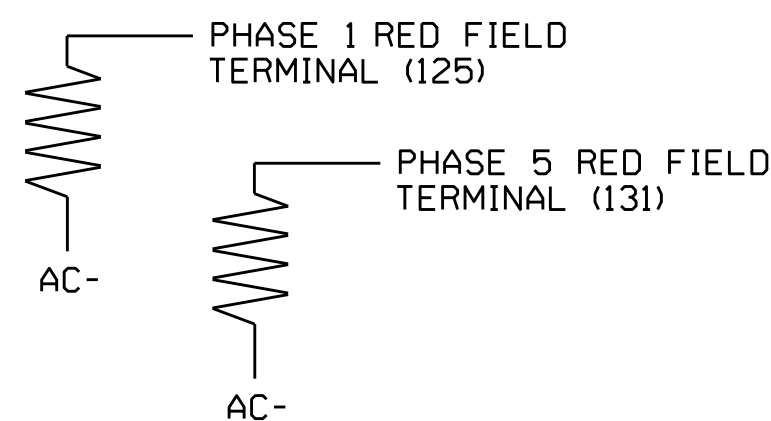 PHASE 1 RED FIELD
TERMINAL (125)
AC-
PHASE 5 RED FIELD
TERMINAL (131)
AC-